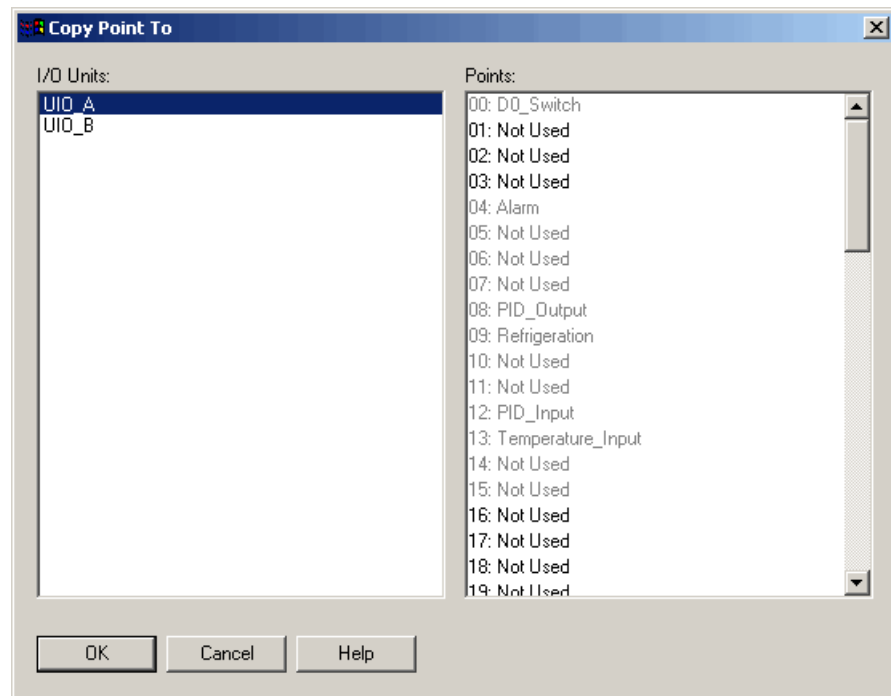 Copy Point To
I/O Units:
UIO_A
UIO_B
Points:
00: D0_Switch
01: Not Used
02: Not Used
03: Not Used
04: Alarm
05: Not Used
06: Not Used
07: Not Used
08: PID_Output
09: Refrigeration
10: Not Used
11: Not Used
12: PID_Input
13: Temperature_Input
14: Not Used
15: Not Used
16: Not Used
17: Not Used
18: Not Used
19: Not Used
OK
Cancel
Help